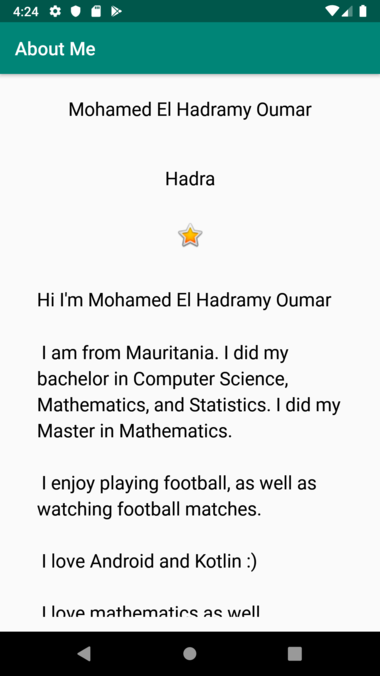 4:24
About Me
Mohamed El Hadramy Oumar
Hadra
Hi I'm Mohamed El Hadramy Oumar
I am from Mauritania. I did my
bachelor in Computer Science,
Mathematics, and Statistics. I did my
Master in Mathematics.
I enjoy playing football, as well as
watching football matches.
I love Android and Kotlin :)
I love mathematics as well